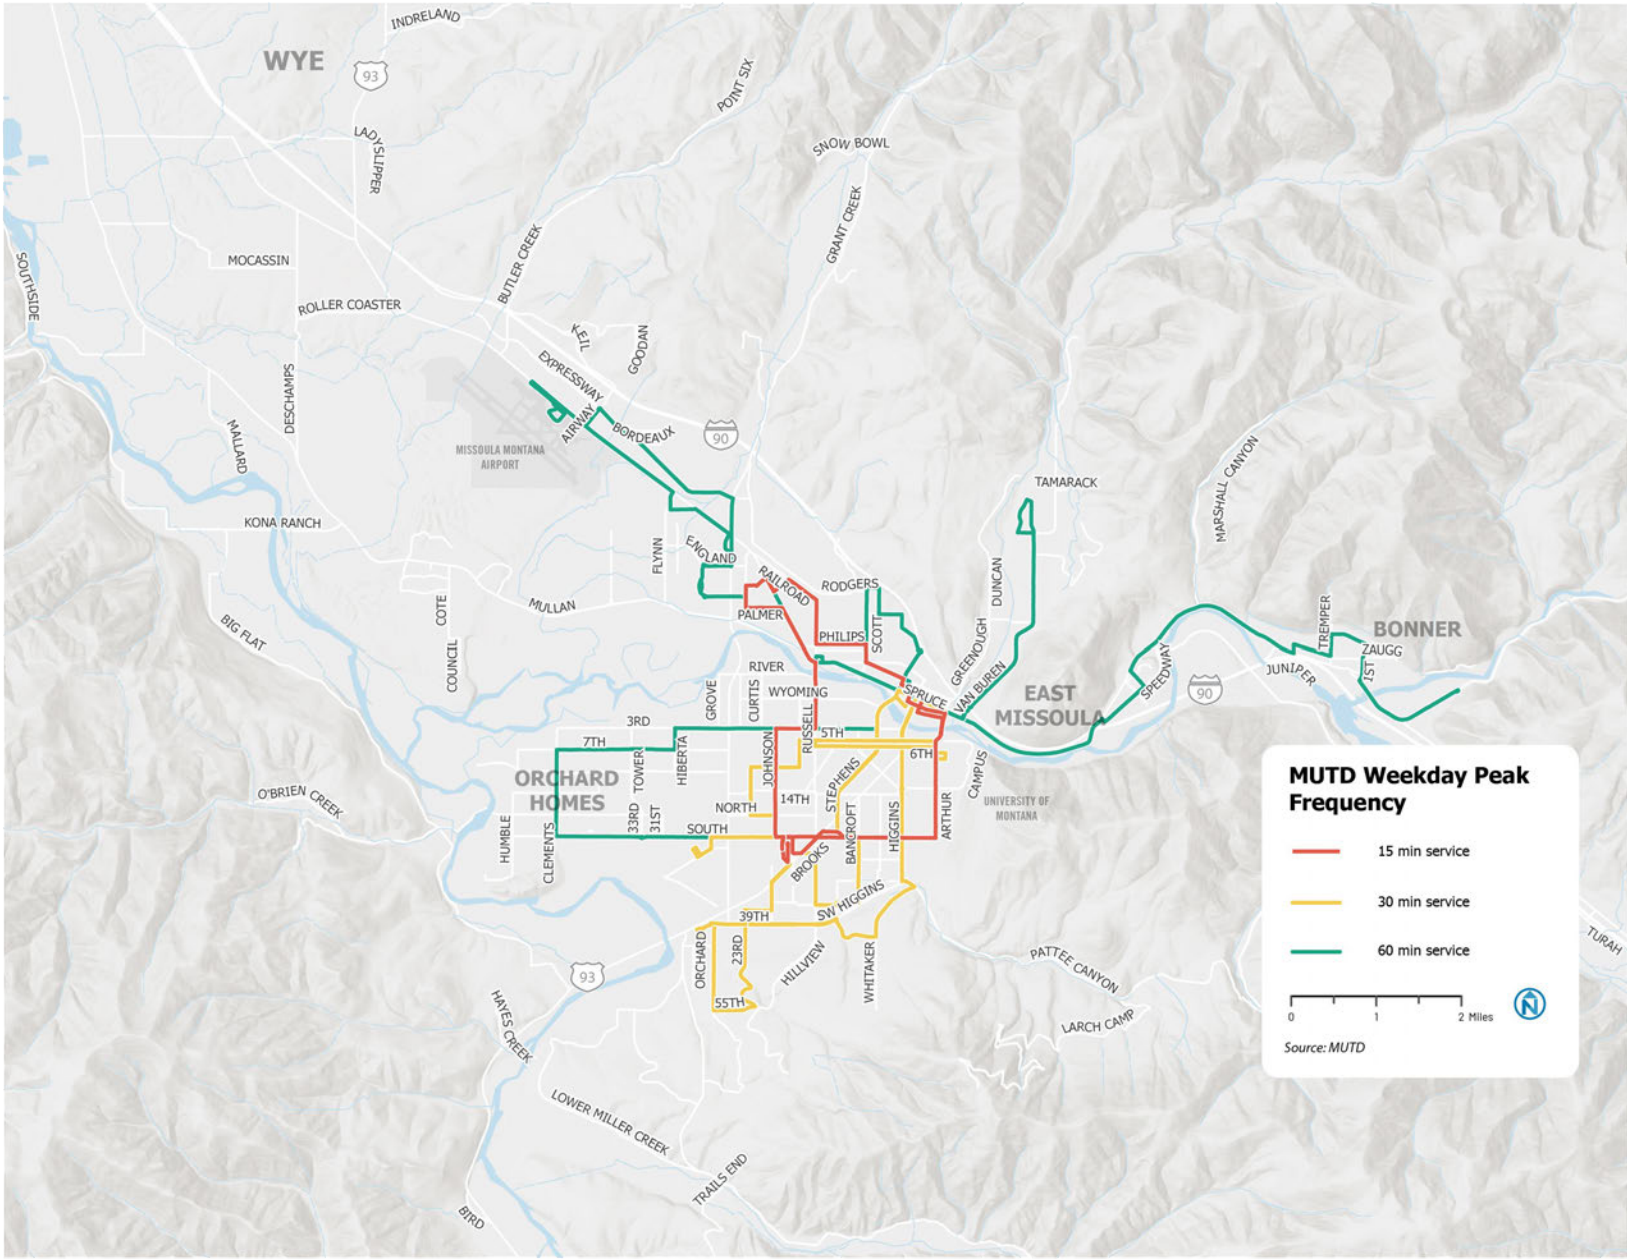 INDRELAND
WYE
93
POINT SIX
LADYSLIPPER
SNOW BOWL
GRANT CREEK
MOCASSIN
BUTLER CREEK
SOUTHSIDE
ROLLER COASTER
KEIL
GOODAN
EXPRESSWAY
DESCHAMPS
AIRWAY
BORDEAUX
90
MALLARD
MISSOULA MONTANA
AIRPORT
MARSHALL CANYON
TAMARACK
KONA RANCH
FLYNN
ENGLAND
RAILROAD
RODGERS
DUNCAN
COTE
MULLAN
PALMER
BIG FLAT
PHILIPS
SCOTT
GREENOUGH
TREMPER
BONNER
COUNCIL
RIVER
ZAUGG
JUNIPER
1ST
SPEEDWAY
90
GROVE
CURTIS
WYOMING
SPRUCE
VAN BUREN
EAST
MISSOULA
3RD
RUSSELL
5TH
7TH
HIBERTA
TOWER
JOHNSON
6TH
CAMPUS
ORCHARD
HOMES
STEPHENS
O'BRIEN CREEK
33RD
31ST
NORTH
14TH
UNIVERSITY OF
MONTANA
HUMBLE
CLEMENTS
SOUTH
BANCROFT
HIGGINS
ARTHUR
BROOKS
39TH
SW HIGGINS
ORCHARD
23RD
HILLVIEW
WHITAKER
PATTEE CANYON
TURAH
93
55TH
HAYES CREEK
LARCH CAMP
LOWER MILLER CREEK
TRAILS END
BIRD
MUTD Weekday Peak
Frequency
15 min service
30 min service
60 min service
0 1 2 Miles
N
Source: MUTD